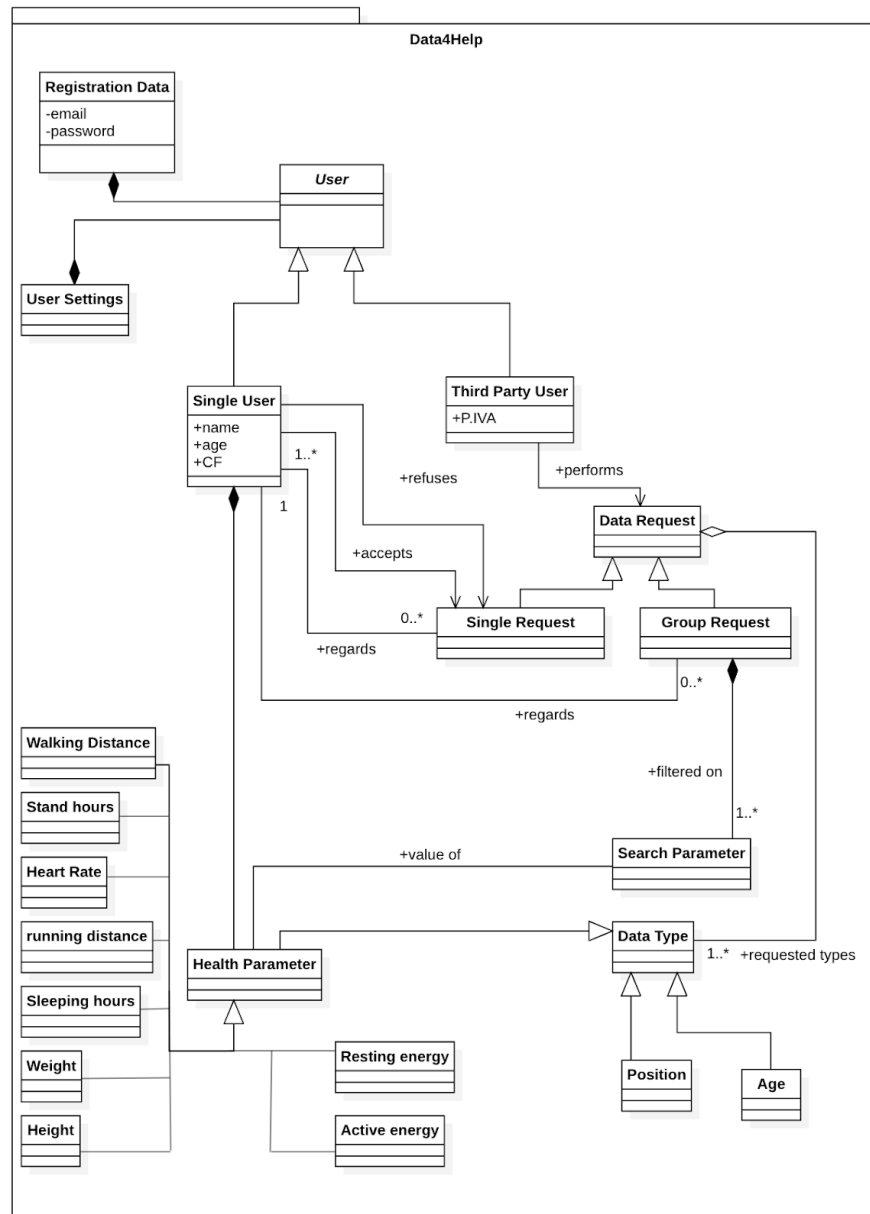 Data4Help
Registration Data
-email
-password
User
User Settings
Single User
+name
+age
+CF
Third Party User
+P.IVA
1..*
+refuses
+performs
1
Data Request
+accepts
0..*
Single Request
Group Request
+regards
0..*
+regards
Walking Distance
+filtered on
Stand hours
1..*
+value of
Search Parameter
Heart Rate
running distance
Data Type
Health Parameter
1..*
+requested types
Sleeping hours
Resting energy
Weight
Position
Age
Height
Active energy